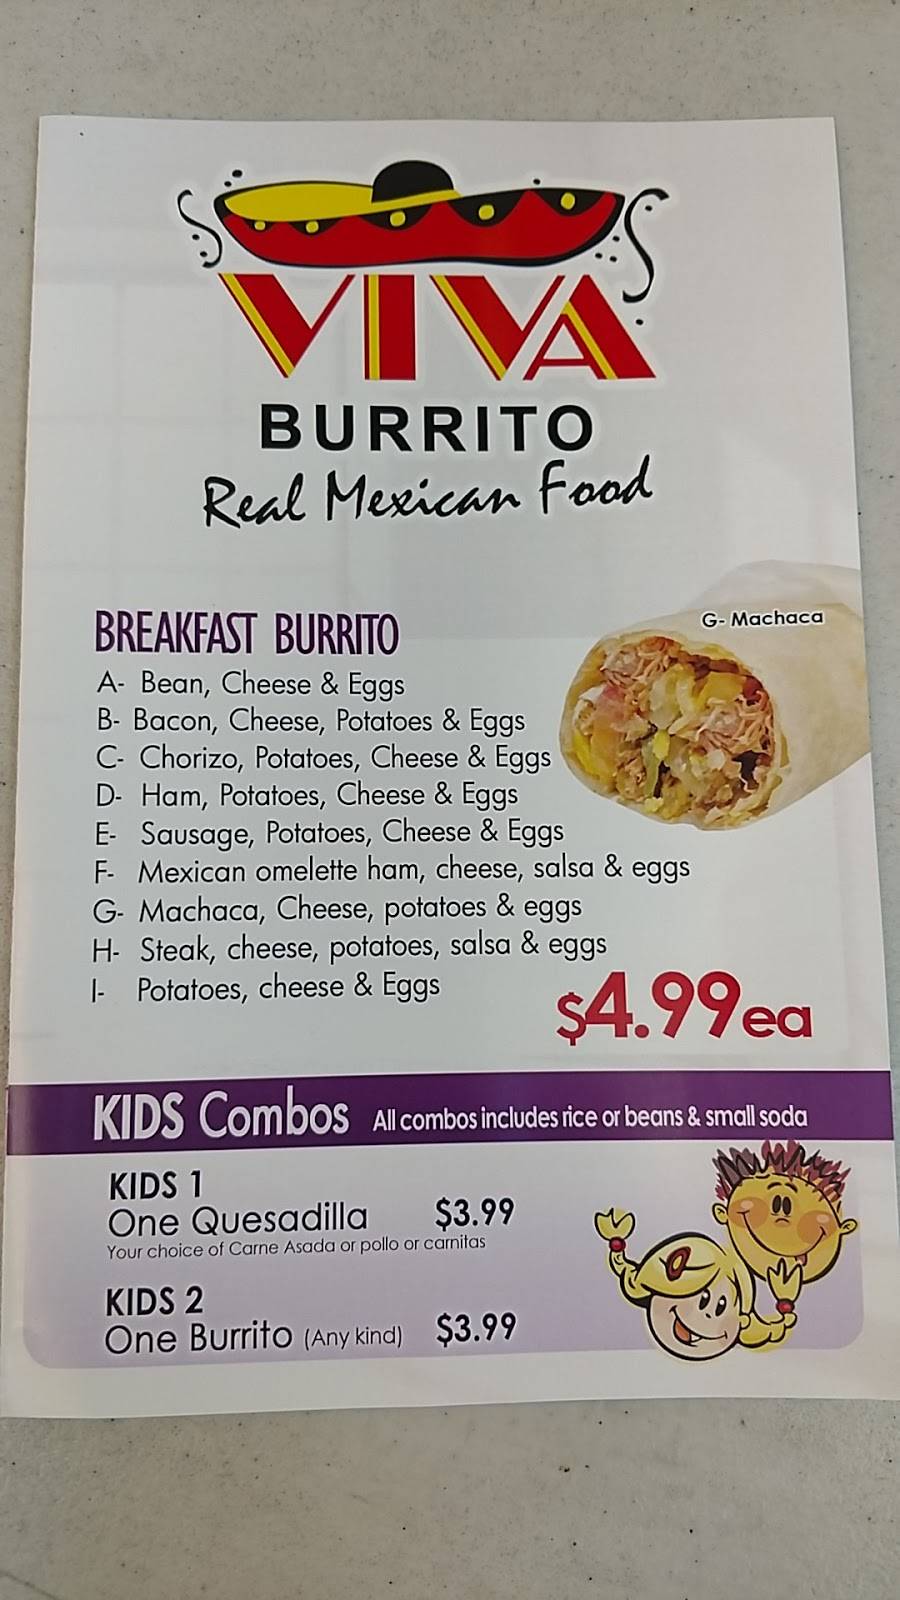 VIVA
BURRITO
Real Mexican Food
BREAKFAST BURRITO
G- Machaca
A- Bean, Cheese & Eggs
B- Bacon, Cheese, Potatoes & Eggs
C- Chorizo, Potatoes, Cheese & Eggs
D- Ham, Potatoes, Cheese & Eggs
E- Sausage, Potatoes, Cheese & Eggs
F- Mexican omelette ham, cheese, salsa & eggs
G- Machaca, Cheese, potatoes & eggs
H- Steak, cheese, potatoes, salsa & eggs
I- Potatoes, cheese & Eggs
$4.99 ea
KIDS Combos All combos includes rice or beans & small soda
KIDS 1
One Quesadilla $3.99
Your choice of Carne Asada or pollo or carnitas
KIDS 2
One Burrito (Any kind) $3.99